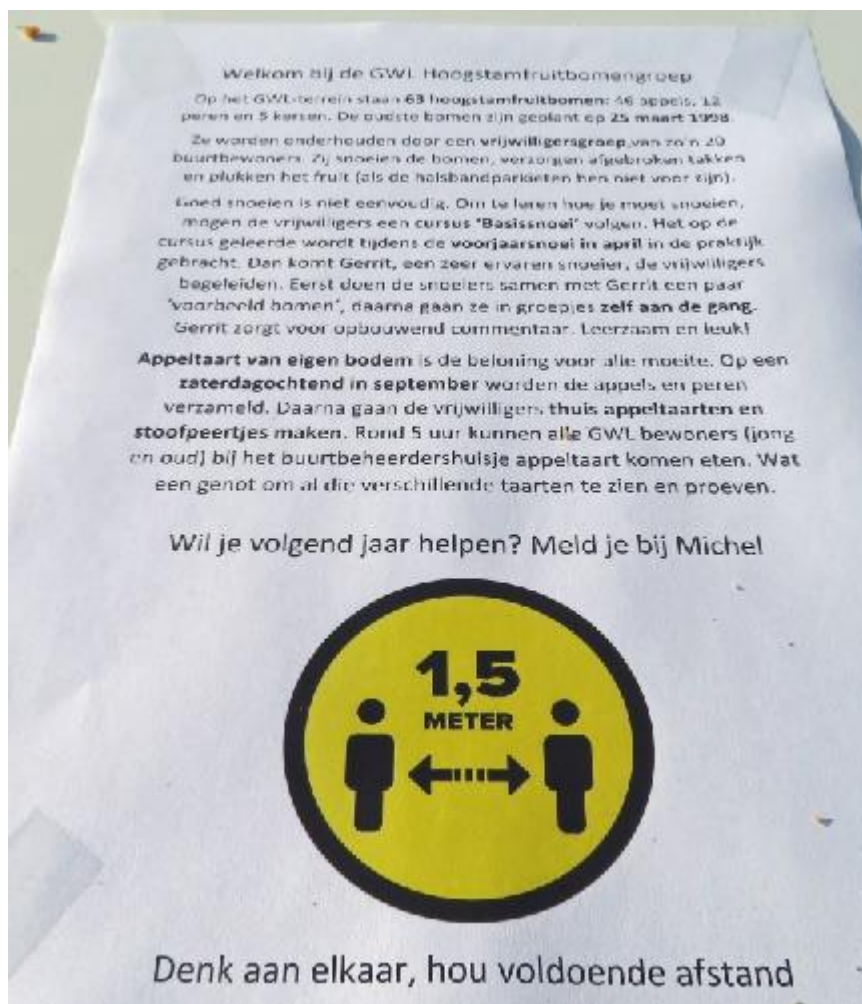 Welkom bij de GWL Hoogstamfruitbomengroep
Op het GWL-terrein staan 63 hoogstamfruitbomen: 46 appels, 12
peren en 5 kersen. De oudste bomen zijn geplant op 25 maart 1998.
Ze worden onderhouden door een vrijwilligersgroep van zo'n 20
buurtbewoners. Zij snoeien de bomen, verzorgen afgebroken takken
en plukken het fruit (als de halsbandparkieten hen niet voor zijn).
Goed snoeien is niet eenvoudig. Om te leren hoe je moet snoeien,
mogen de vrijwilligers een cursus 'Basissnoei' volgen. Het op de
cursus geleerde wordt tijdens de voorjaarsnoei in april in de praktijk
gebracht. Dan komt Gerrit, een zeer ervaren snoeier, de vrijwilligers
begeleiden. Eerst doen de snoeiers samen met Gerrit een paar
'voorbeeld bomen', daarna gaan ze in groepjes zelf aan de gang.
Gerrit zorgt voor opbouwend commentaar. Leerzaam en leuk!
Appeltaart van eigen bodem is de beloning voor alle moeite. Op een
zaterdagochtend in september worden de appels en peren
verzameld. Daarna gaan de vrijwilligers thuis appeltaarten en
stoofpeertjes maken. Rond 5 uur kunnen alle GWL bewoners (jong
en oud) bij het buurtbeheerdershuisje appeltaart komen eten. Wat
een genot om al die verschillende taarten te zien en proeven.
Wil je volgend jaar helpen? Meld je bij Michel
1,5
METER
Denk aan elkaar, hou voldoende afstand